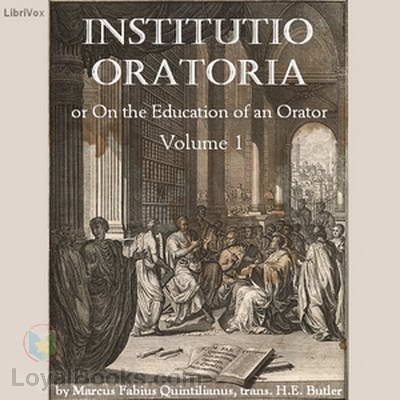 LibriVox
INSTITUTIO
ORATORIA
or On the Education of an Orator
Volume 1
LoyalBooks.com
by Marcus Fabius Quintilianus, trans. H.E. Butler